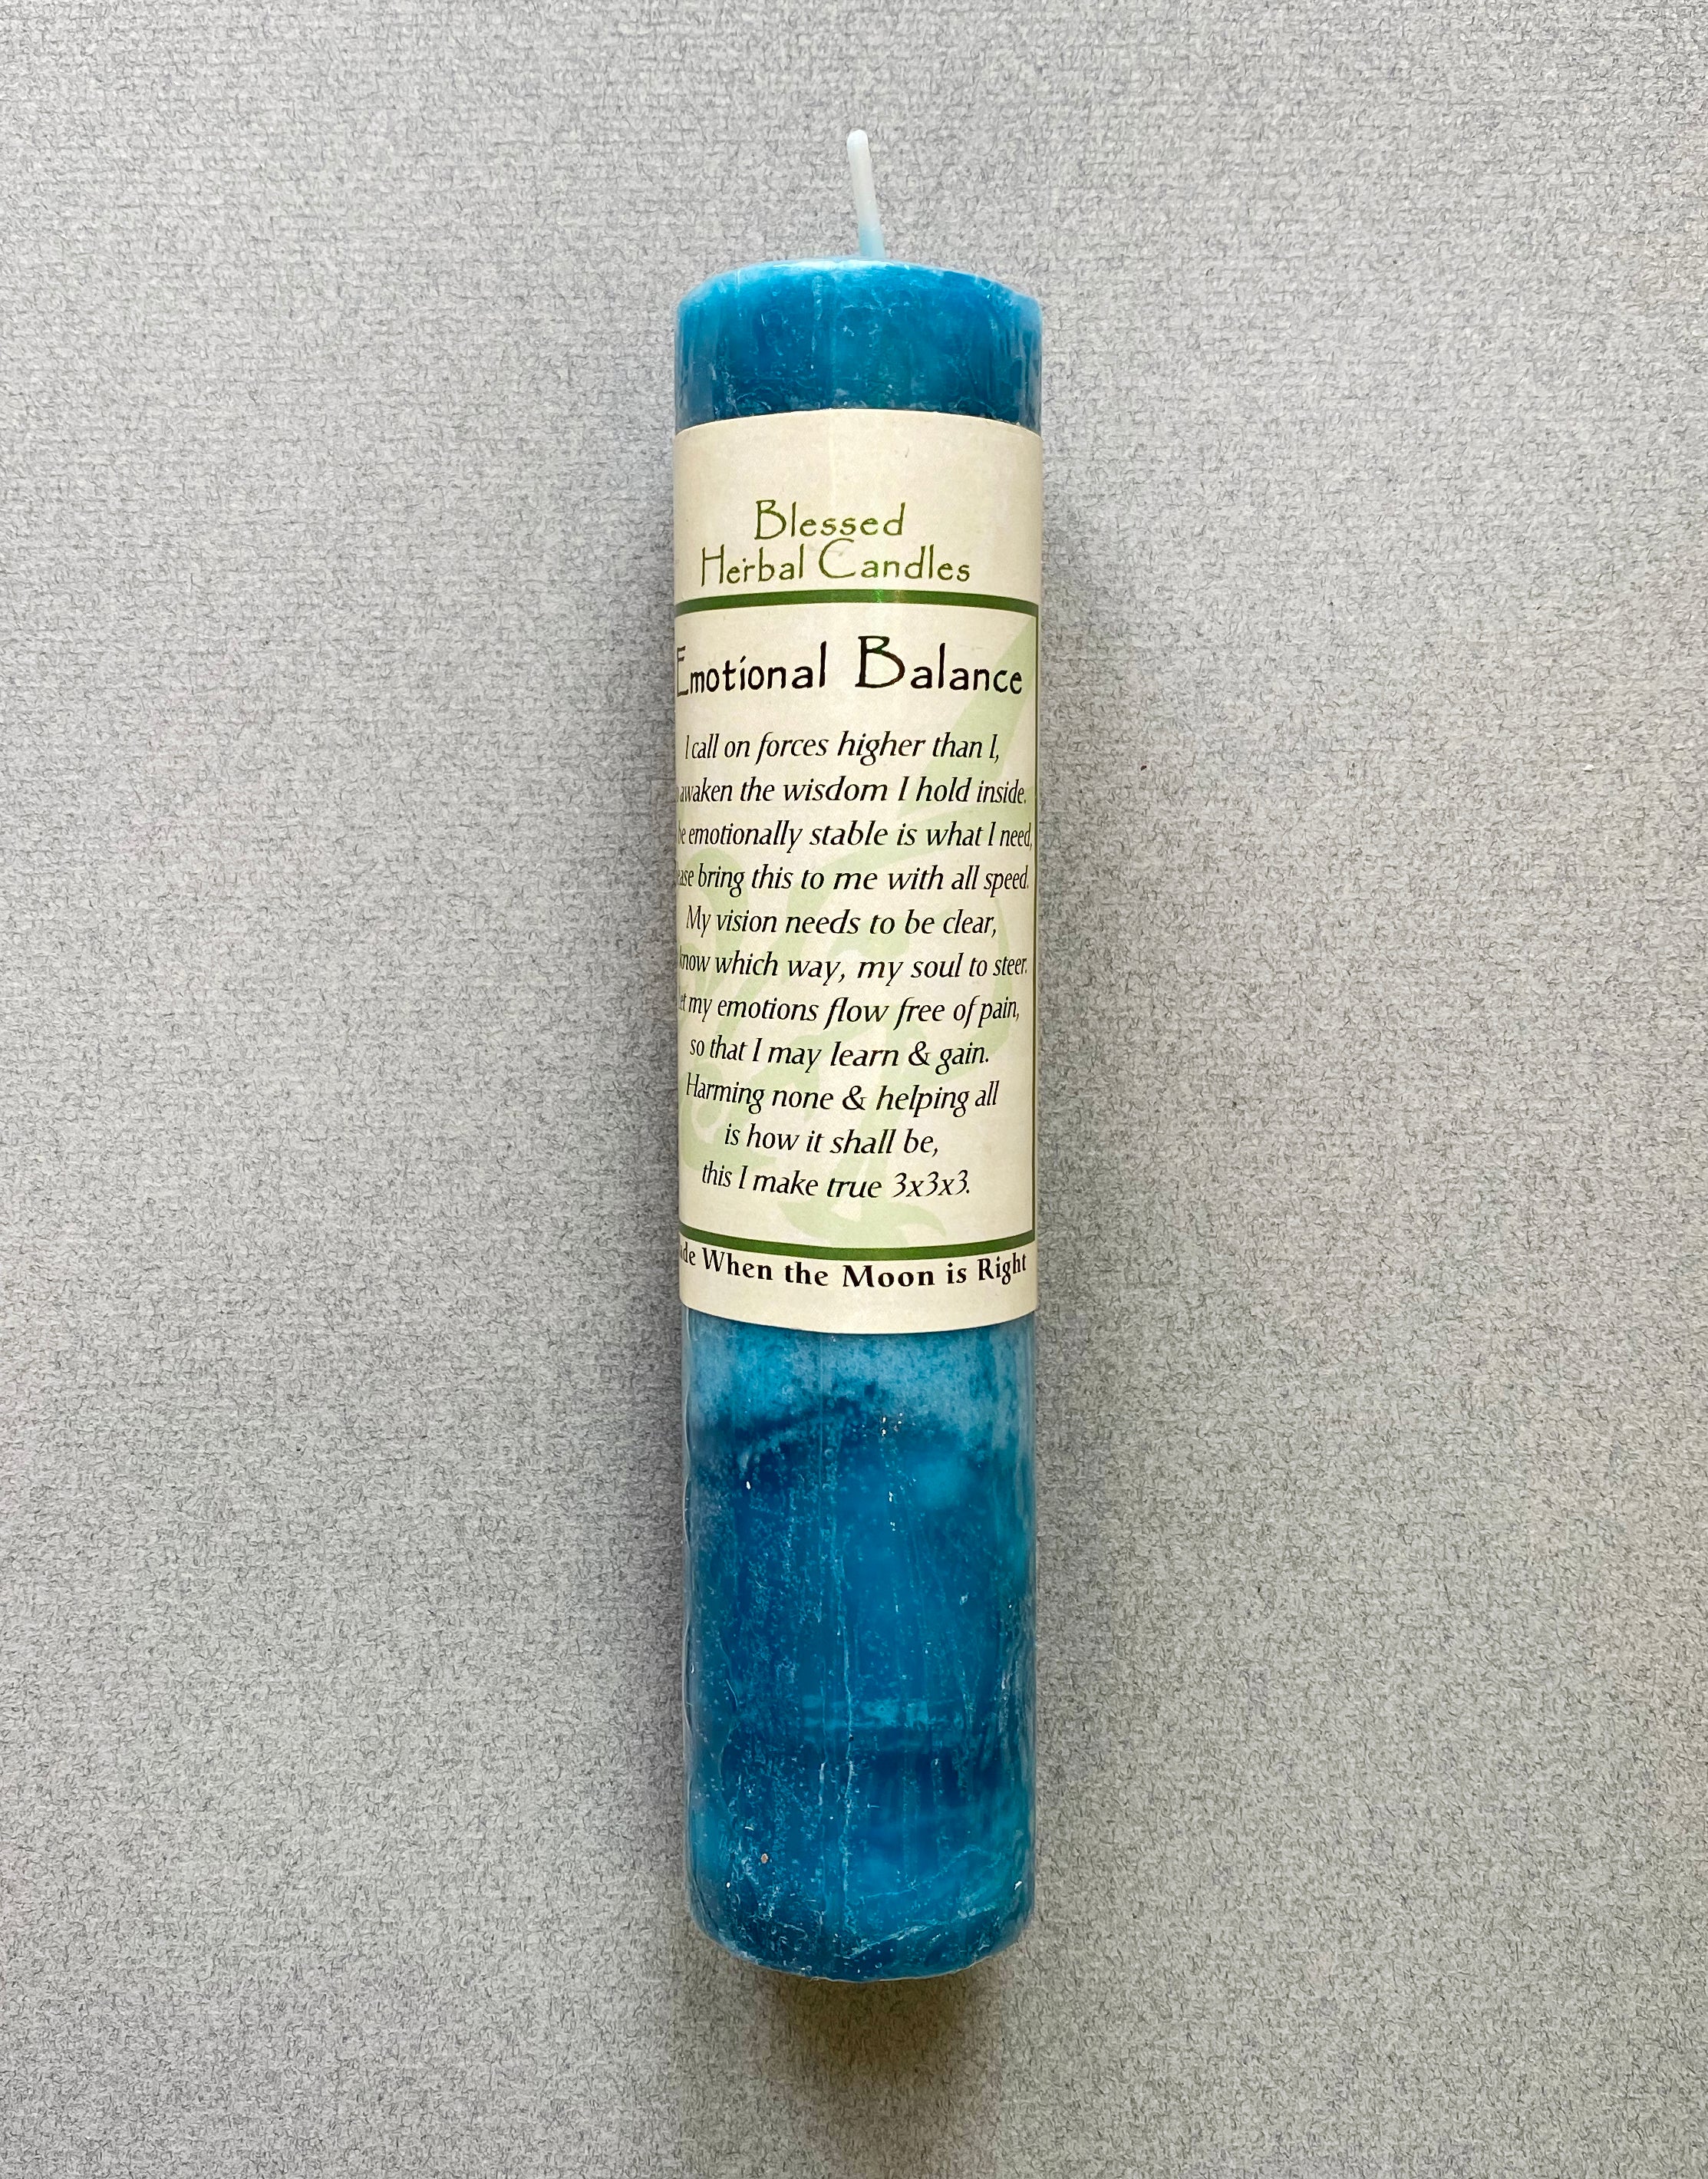 Blessed
Herbal Candles
Emotional Balance
I call on forces higher than I,
awaken the wisdom I hold inside.
be emotionally stable is what I need,
bring this to me with all speed.
My vision needs to be clear,
know which way, my soul to steer.
my emotions flow free of pain,
so that I may learn & gain.
Harming none & helping all
is how it shall be,
this I make true 3x3x3.
When the Moon is Right